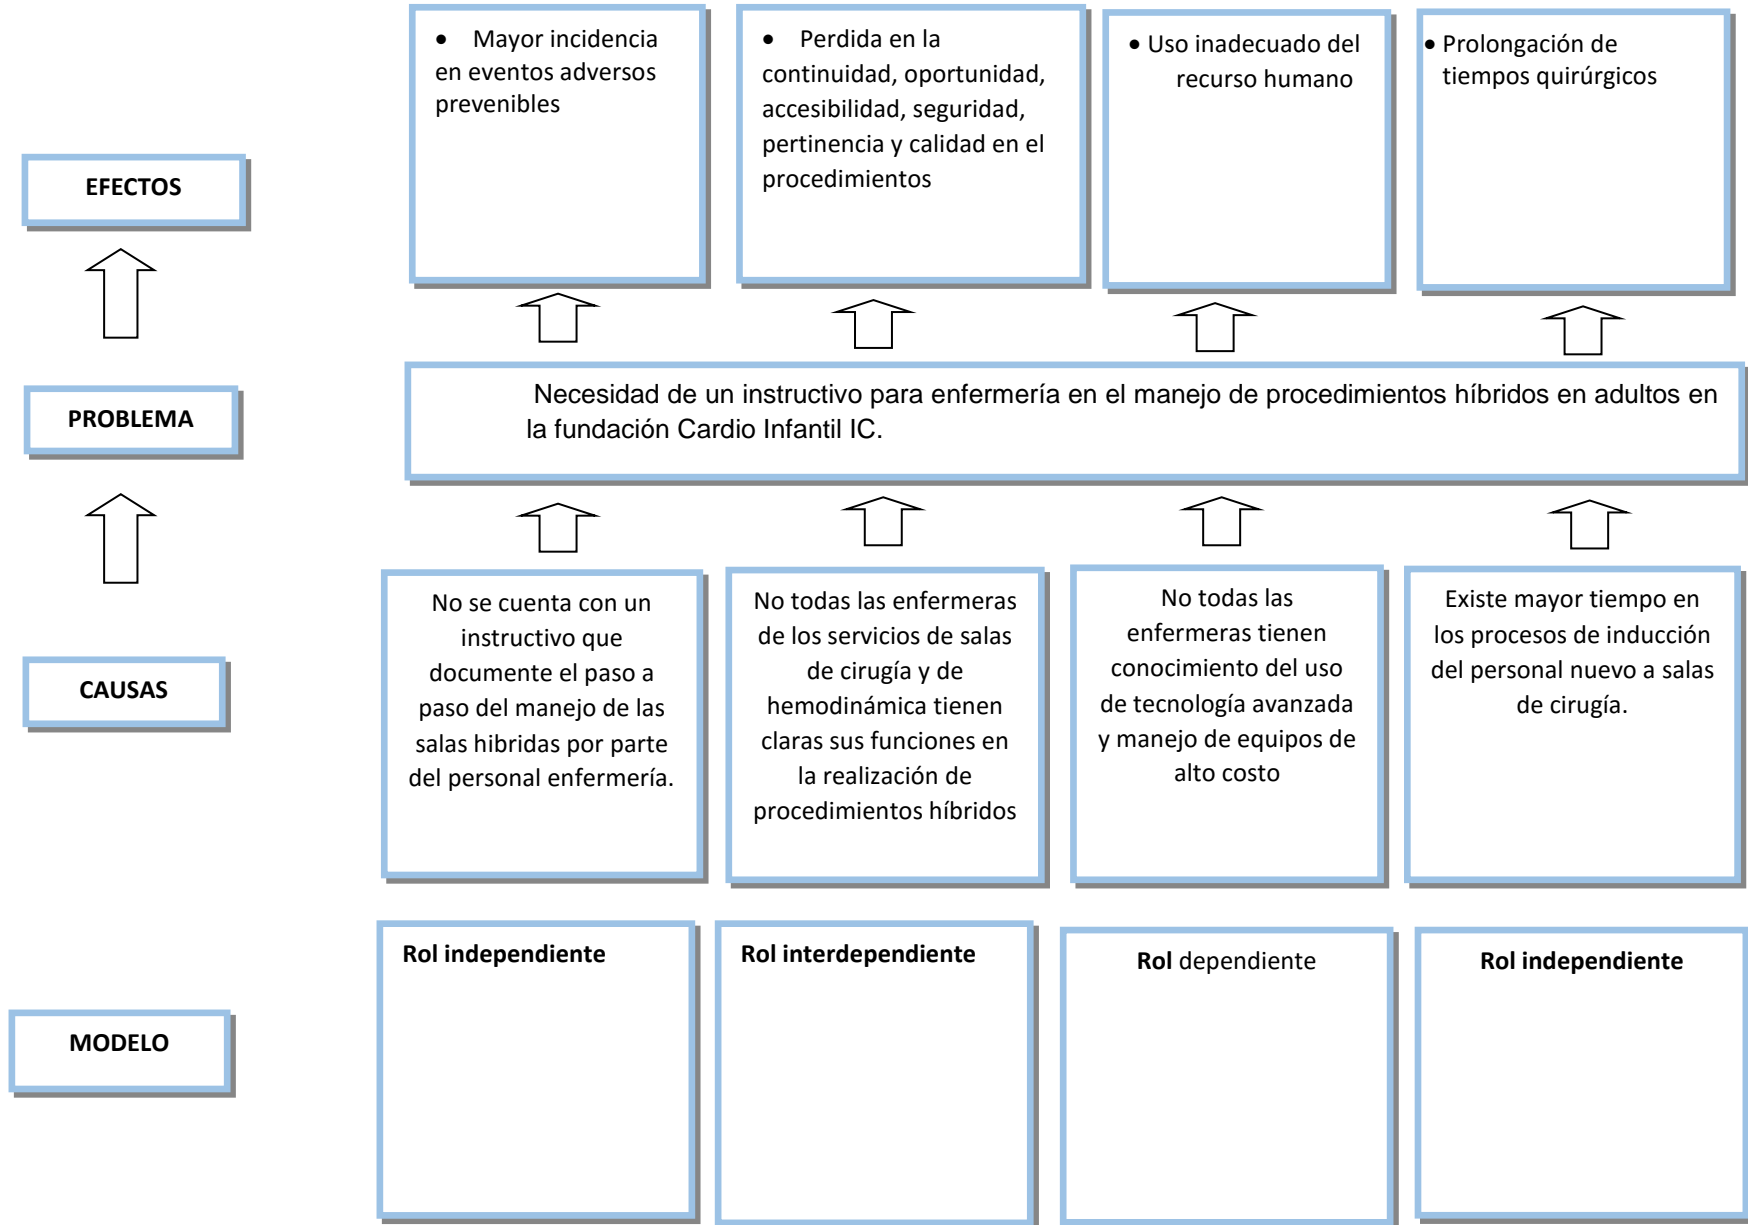 • Mayor incidencia
en eventos adversos
prevenibles
• Perdida en la
continuidad, oportunidad,
accesibilidad, seguridad,
pertinencia y calidad en el
procedimientos
• Uso inadecuado del
recurso humano
• Prolongación de
tiempos quirúrgicos
EFECTOS
PROBLEMA
Necesidad de un instructivo para enfermería en el manejo de procedimientos híbridos en adultos en
la fundación Cardio Infantil IC.
CAUSAS
No se cuenta con un
instructivo que
documente el paso a
paso del manejo de las
salas hibridas por parte
del personal enfermería.
No todas las enfermeras
de los servicios de salas
de cirugía y de
hemodinámica tienen
claras sus funciones en
la realización de
procedimientos híbridos
No todas las
enfermeras tienen
conocimiento del uso
de tecnología avanzada
y manejo de equipos de
alto costo
Existe mayor tiempo en
los procesos de inducción
del personal nuevo a salas
de cirugía.
MODELO
Rol independiente
Rol interdependiente
Rol dependiente
Rol independiente